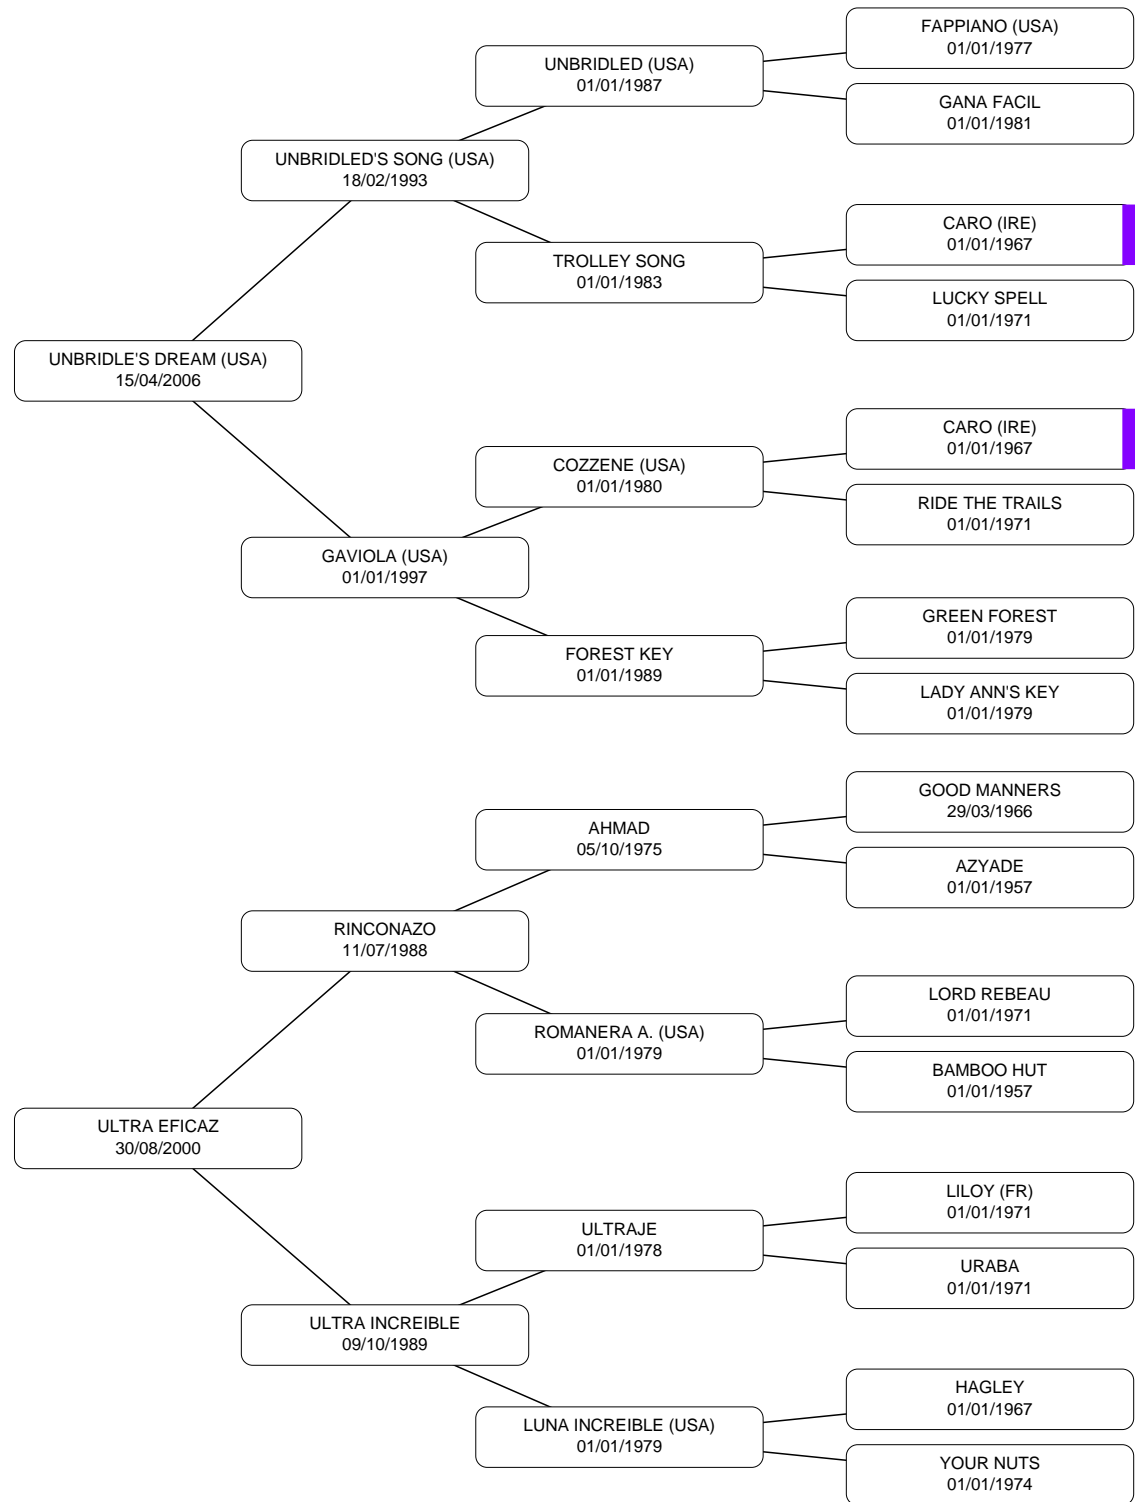 FAPPIANO (USA)
01/01/1977
UNBRIDLED (USA)
01/01/1987
GANA FACIL
01/01/1981
UNBRIDLED'S SONG (USA)
18/02/1993
CARO (IRE)
01/01/1967
TROLLEY SONG
01/01/1983
LUCKY SPELL
01/01/1971
UNBRIDLE'S DREAM (USA)
15/04/2006
CARO (IRE)
01/01/1967
COZZENE (USA)
01/01/1980
RIDE THE TRAILS
01/01/1971
GAVIOLA (USA)
01/01/1997
GREEN FOREST
01/01/1979
FOREST KEY
01/01/1989
LADY ANN'S KEY
01/01/1979
GOOD MANNERS
29/03/1966
AHMAD
05/10/1975
AZYADE
01/01/1957
RINCONAZO
11/07/1988
LORD REBEAU
01/01/1971
ROMANERA A. (USA)
01/01/1979
BAMBOO HUT
01/01/1957
ULTRA EFICAZ
30/08/2000
LILOY (FR)
01/01/1971
ULTRAJE
01/01/1978
URABA
01/01/1971
ULTRA INCREIBLE
09/10/1989
HAGLEY
01/01/1967
LUNA INCREIBLE (USA)
01/01/1979
YOUR NUTS
01/01/1974